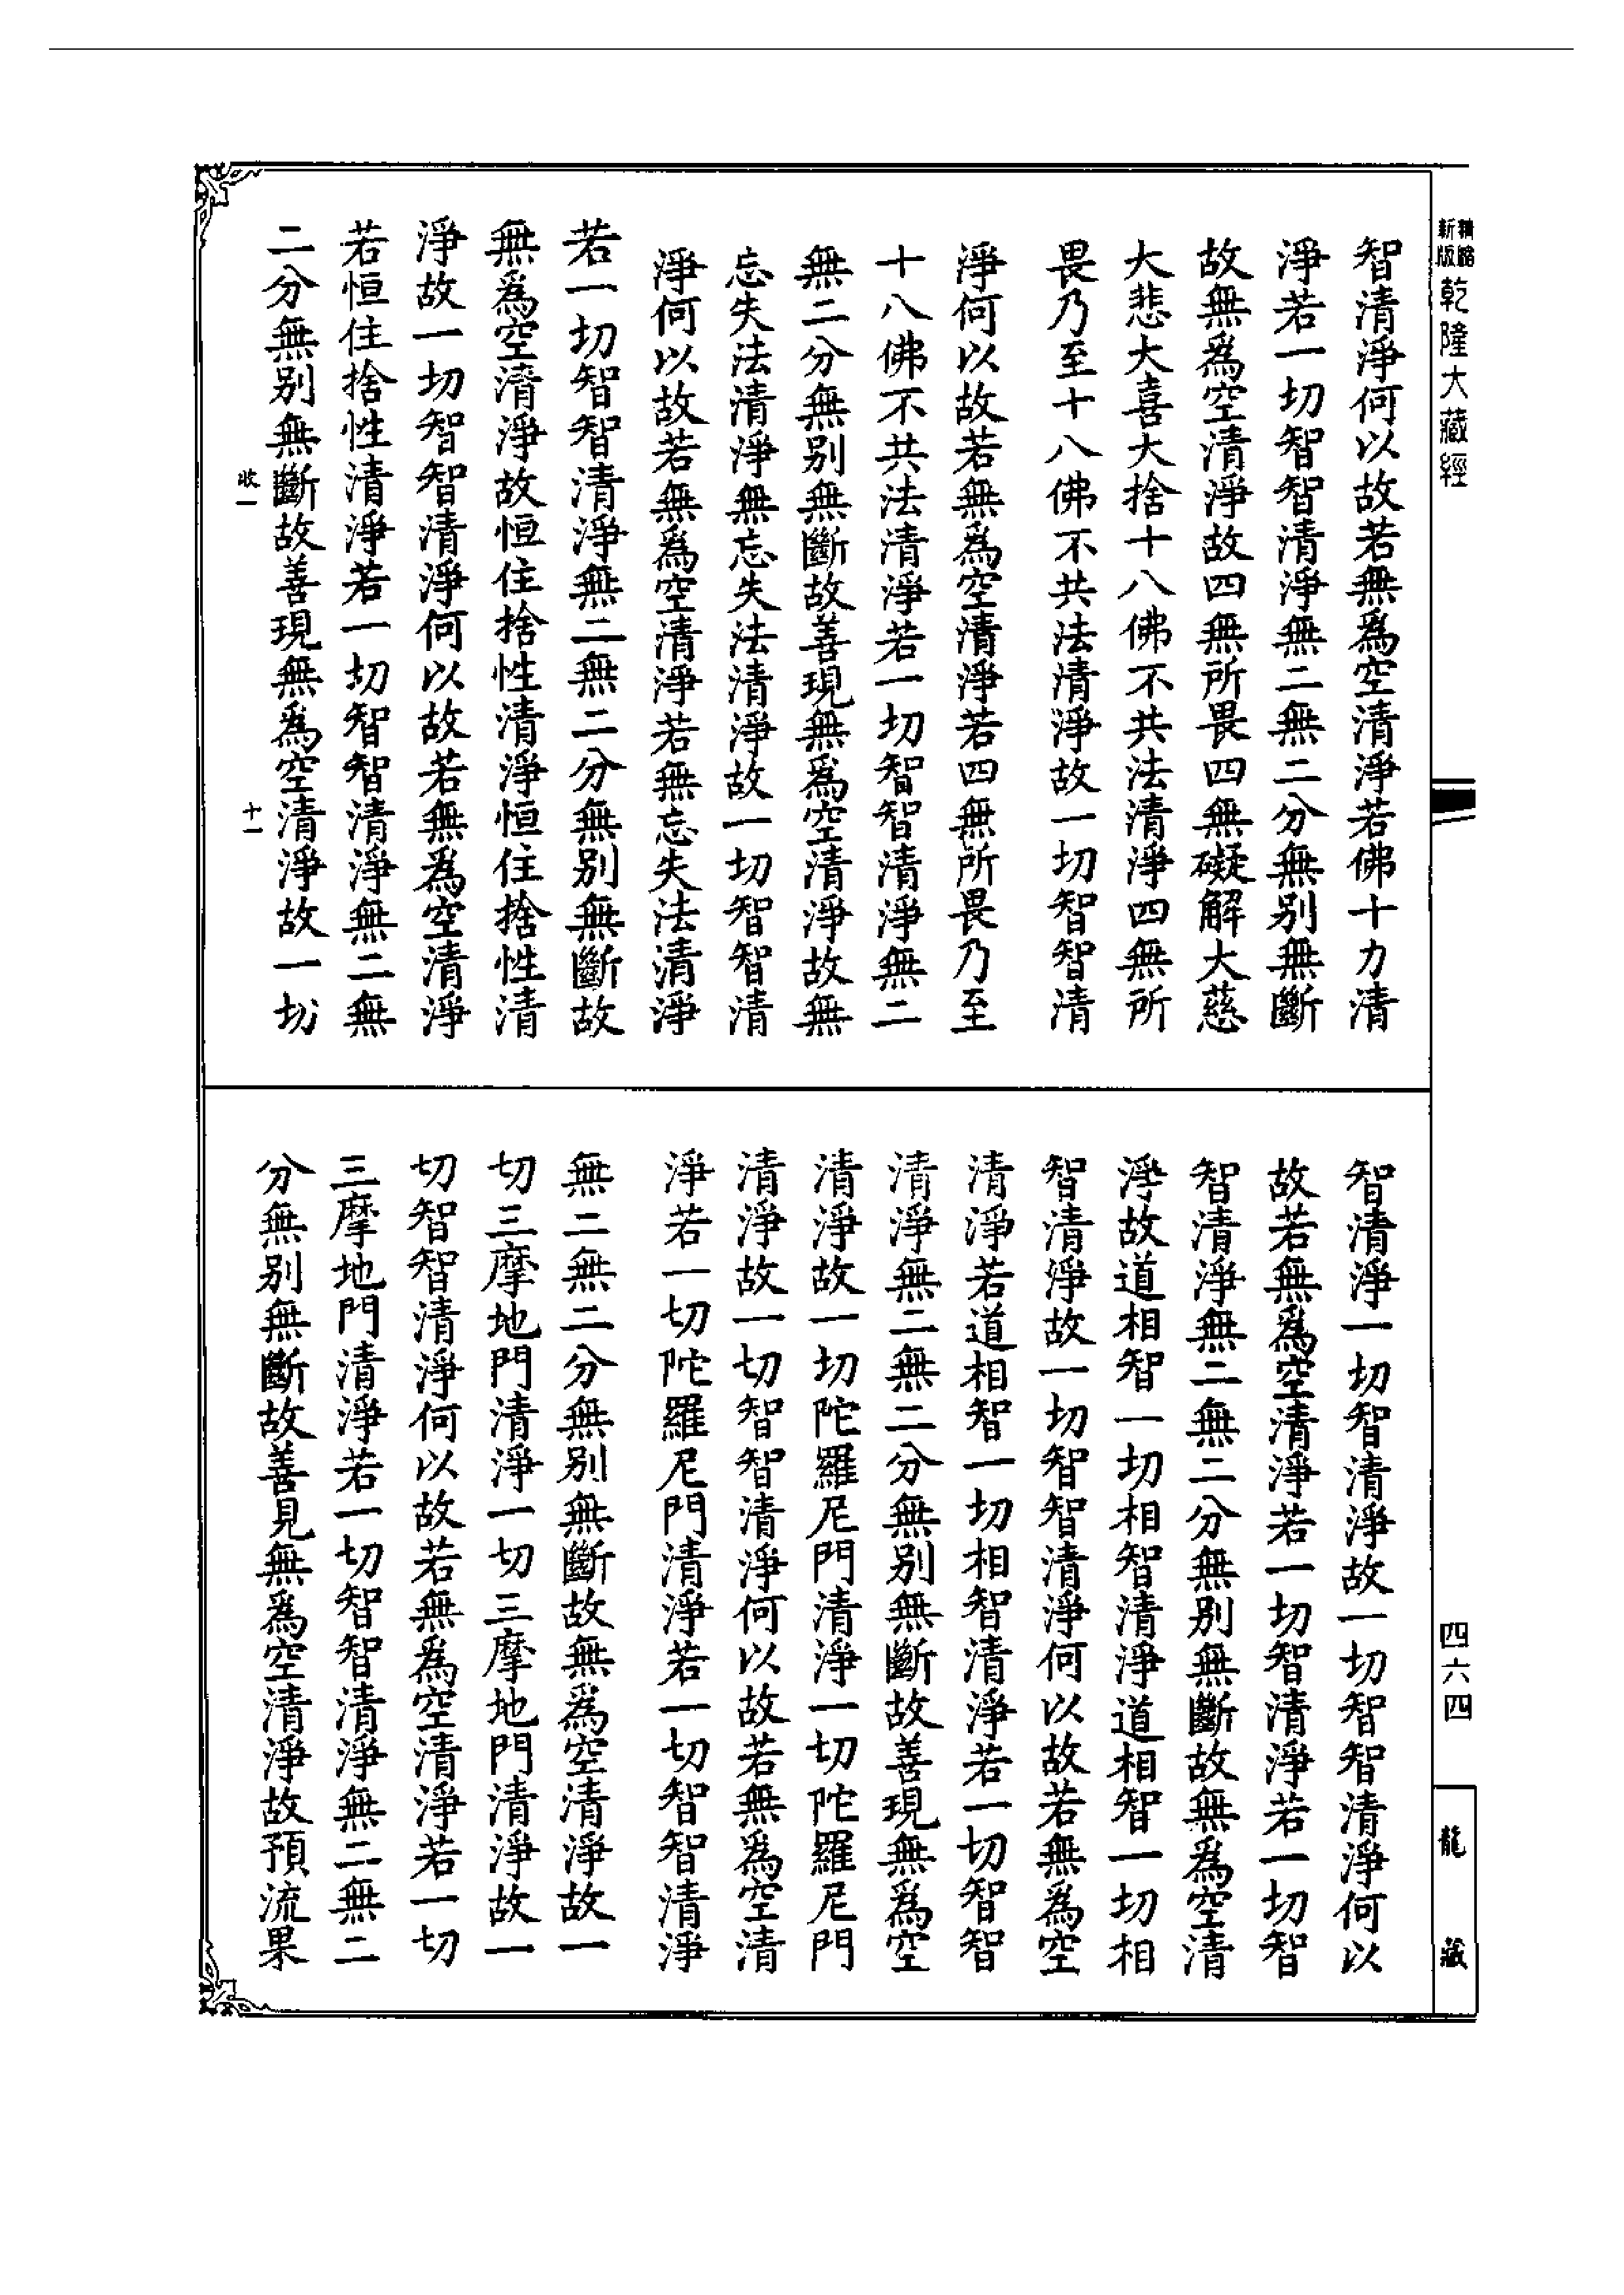 精縮新版乾隆大藏經
智清淨何以故若無爲空清淨若佛十力清
淨若一切智智清淨無二無二分無別無斷
故無爲空清淨故四無所畏四無礙解大慈
大悲大喜大捨十八佛不共法清淨四無所
畏乃至十八佛不共法清淨故一切智智清
淨何以故若無爲空清淨若四無所畏乃至
十八佛不共法清淨若一切智智清淨無二
無二分無別無斷故善現無爲空清淨故無
忘失法清淨無忘失法清淨故一切智智清
淨何以故若無爲空清淨若無忘失法清淨
若一切智智清淨無二無二分無別無斷故
無爲空清淨故恒住捨性清淨恒住捨性清
淨故一切智智清淨何以故若無爲空清淨
若恒住捨性清淨若一切智智清淨無二無
二分無別無斷故善現無爲空清淨故一切
收一 十一
智清淨一切智清淨故一切智智清淨何以
故若無爲空清淨若一切智清淨若一切智
智清淨無二無二分無別無斷故無爲空清
淨故道相智一切相智清淨道相智一切相
智清淨故一切智智清淨何以故若無爲空
清淨若道相智一切相智清淨若一切智智
清淨無二無二分無別無斷故善現無爲空
清淨故一切陀羅尼門清淨一切陀羅尼門
清淨故一切智智清淨何以故若無爲空清
淨若一切陀羅尼門清淨若一切智智清淨
無二無二分無別無斷故無爲空清淨故一
切三摩地門清淨一切三摩地門清淨故一
切智智清淨何以故若無爲空清淨若一切
三摩地門清淨若一切智智清淨無二無二
分無別無斷故善見無爲空清淨故預流果
四六四
龍藏